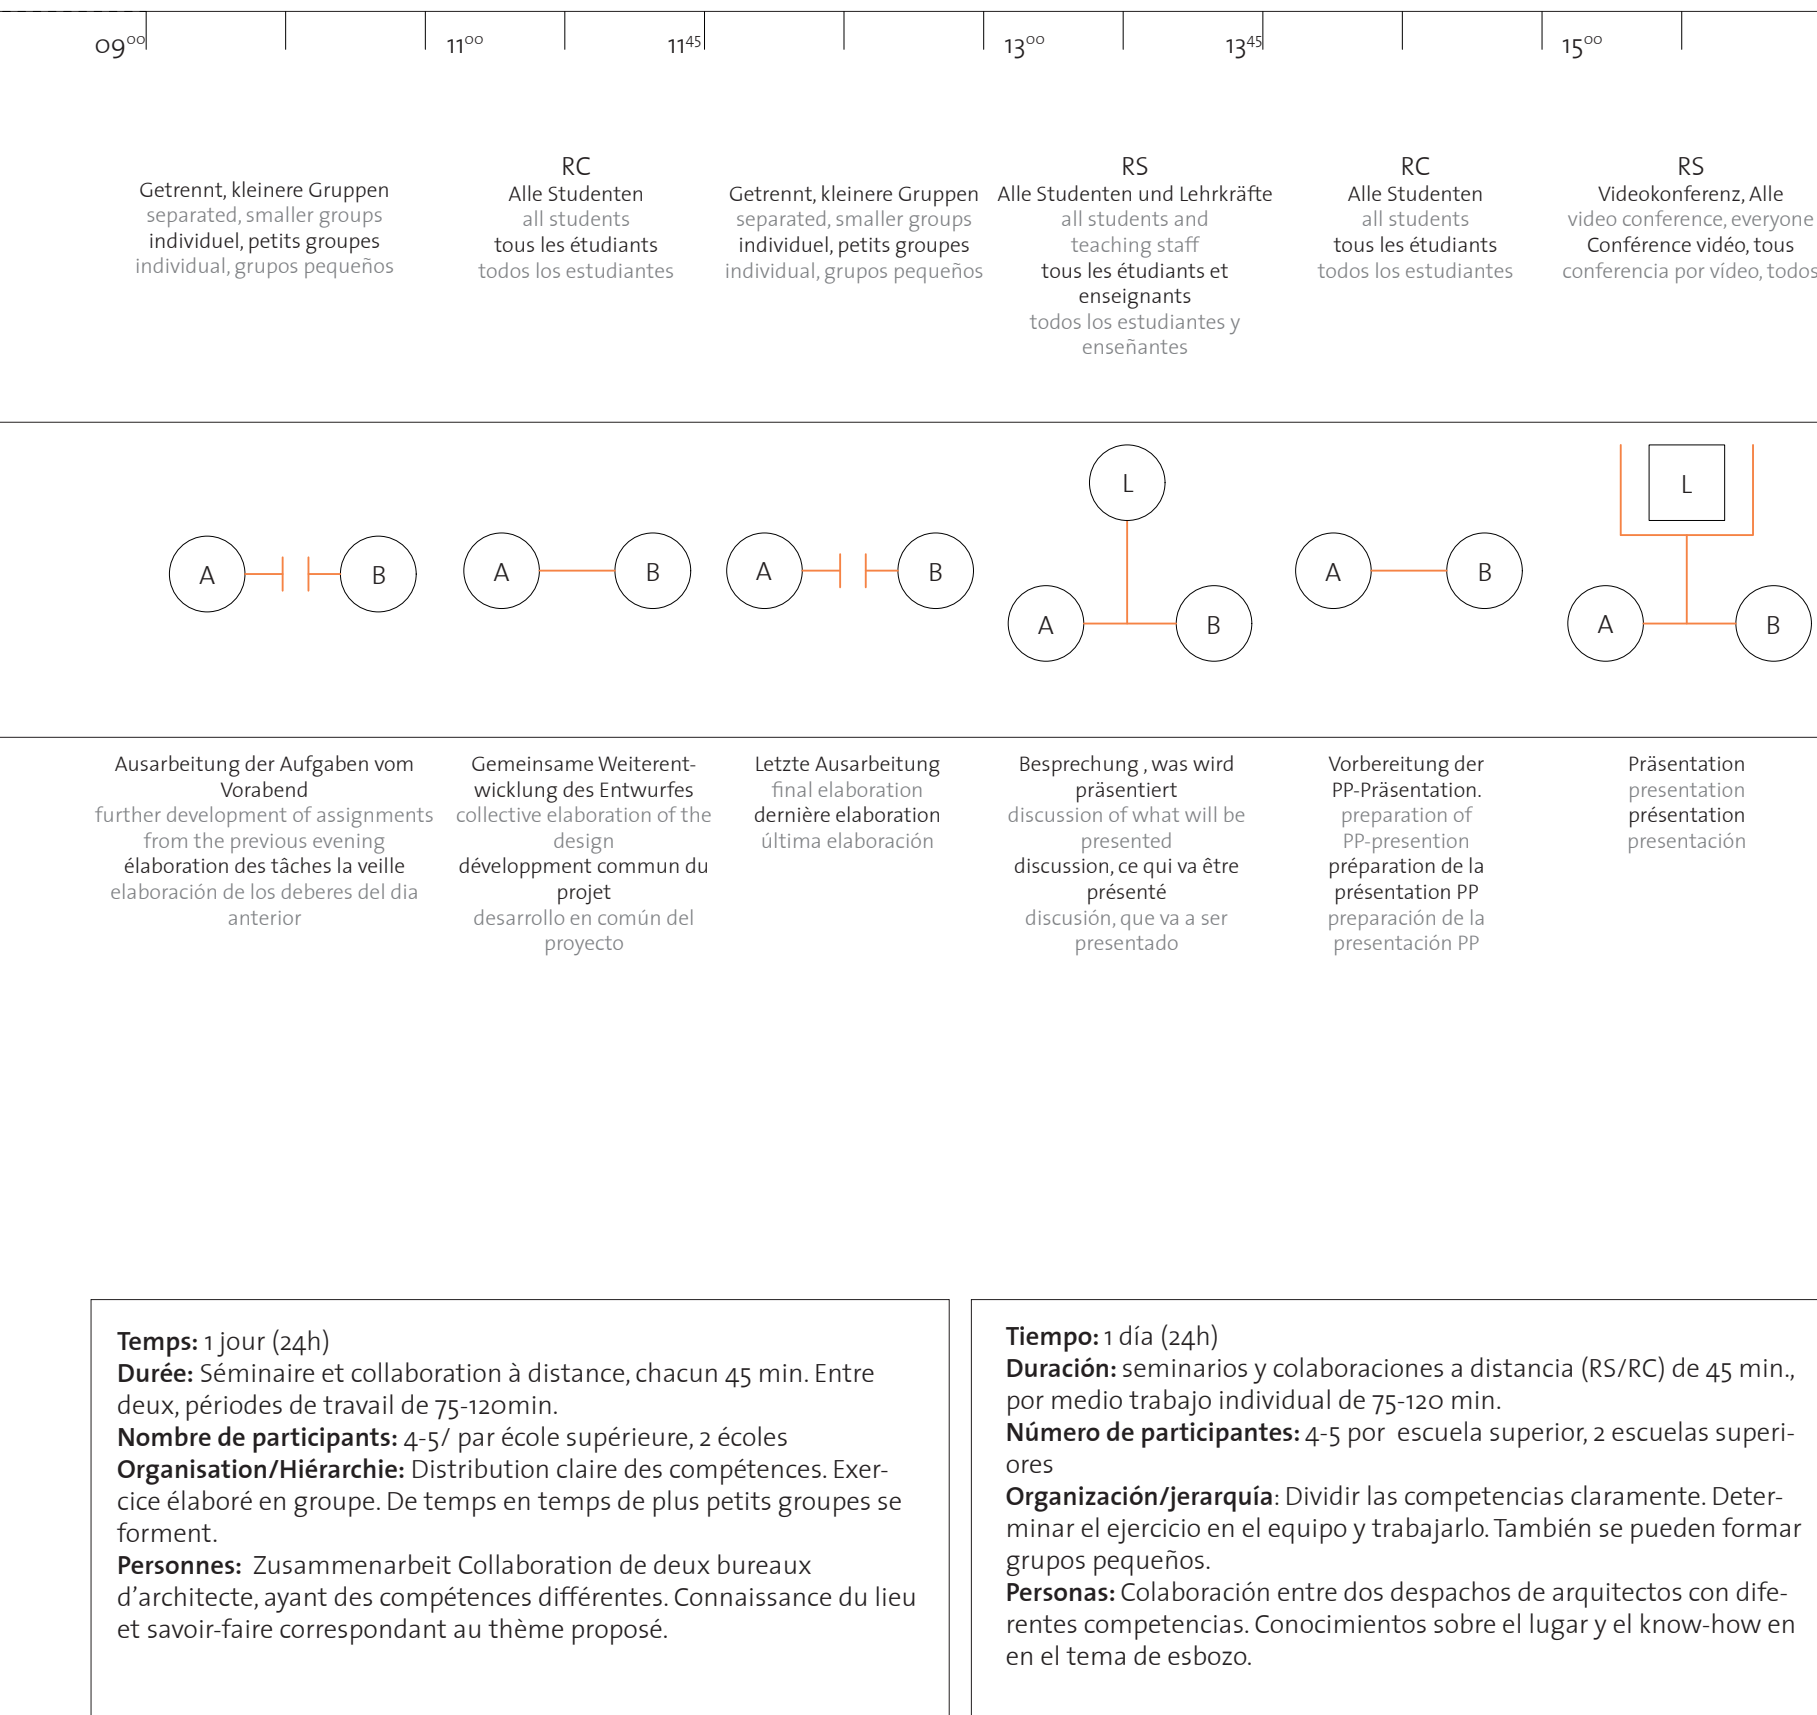 09⁰⁰ 11⁰⁰ 11⁴⁵ 13⁰⁰ 13⁴⁵ 15⁰⁰
Getrennt, kleinere Gruppen
separated, smaller groups
individuel, petits groupes
individual, grupos pequeños
RC
Alle Studenten
all students
tous les étudiants
todos los estudiantes
Getrennt, kleinere Gruppen
separated, smaller groups
individuel, petits groupes
individual, grupos pequeños
RS
Alle Studenten und Lehrkräfte
all students and
teaching staff
tous les étudiants et
enseignants
todos los estudiantes y
enseñantes
RC
Alle Studenten
all students
tous les étudiants
todos los estudiantes
RS
Videokonferenz, Alle
video conference, everyone
Conférence vidéo, tous
conferencia por vídeo, todos
A B
A B
A B
L
A B
A B
L
A B
Ausarbeitung der Aufgaben vom
Vorabend
further development of assignments
from the previous evening
élaboration des tâches la veille
elaboración de los deberes del dia
anterior
Gemeinsame Weiterent-
wicklung des Entwurfes
collective elaboration of the
design
développment commun du
projet
desarrollo en común del
proyecto
Letzte Ausarbeitung
final elaboration
dernière elaboration
última elaboración
Besprechung , was wird
präsentiert
discussion of what will be
presented
discussion, ce qui va être
présenté
discusión, que va a ser
presentado
Vorbereitung der
PP-Präsentation.
preparation of
PP-presention
préparation de la
présentation PP
preparación de la
presentación PP
Präsentation
presentation
présentation
presentación
Temps: 1 jour (24h)
Durée: Séminaire et collaboration à distance, chacun 45 min. Entre
deux, périodes de travail de 75-120min.
Nombre de participants: 4-5/ par école supérieure, 2 écoles
Organisation/Hiérarchie: Distribution claire des compétences. Exer-
cice élaboré en groupe. De temps en temps de plus petits groupes se
forment.
Personnes: Zusammenarbeit Collaboration de deux bureaux
d'architecte, ayant des compétences différentes. Connaissance du lieu
et savoir-faire correspondant au thème proposé.
Tiempo: 1 día (24h)
Duración: seminarios y colaboraciones a distancia (RS/RC) de 45 min.,
por medio trabajo individual de 75-120 min.
Número de participantes: 4-5 por escuela superior, 2 escuelas superi-
ores
Organización/jerarquía: Dividir las competencias claramente. Deter-
minar el ejercicio en el equipo y trabajarlo. También se pueden formar
grupos pequeños.
Personas: Colaboración entre dos despachos de arquitectos con dife-
rentes competencias. Conocimientos sobre el lugar y el know-how en
en el tema de esbozo.